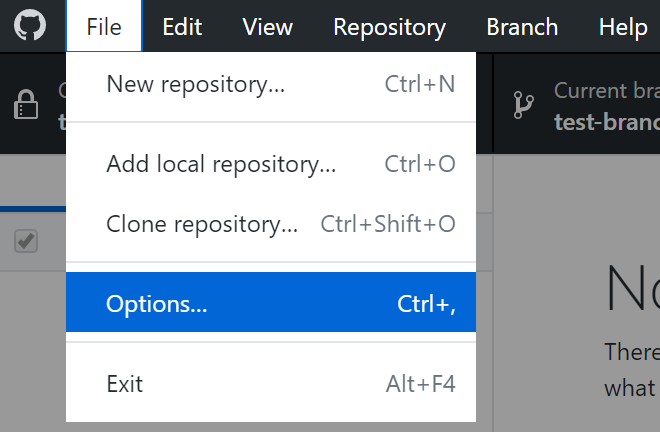 File Edit View Repository Branch Help
New repository... Ctrl+N
Current
test-branc
Add local repository... Ctrl+O
Clone repository... Ctrl+Shift+O
Options... Ctrl+,
There
what
Exit Alt+F4